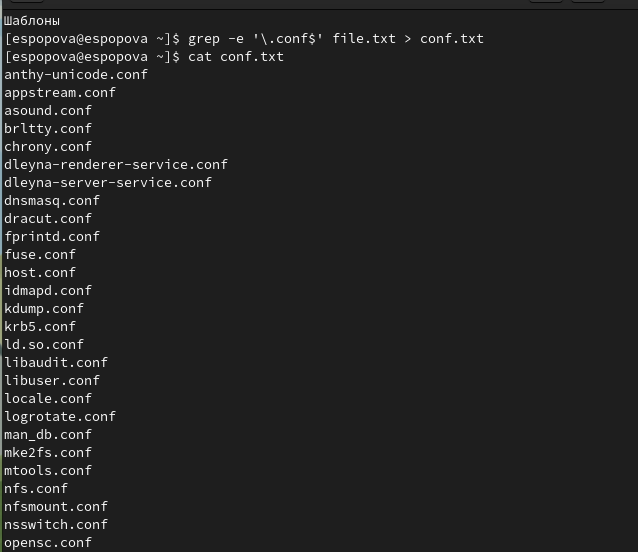 Шаблоны
[espopova@espopova ~]$ grep -e '\.conf$' file.txt > conf.txt
[espopova@espopova ~]$ cat conf.txt
anthy-unicode.conf
appstream.conf
asound.conf
brltty.conf
chrony.conf
dleyna-renderer-service.conf
dleyna-server-service.conf
dnsmasq.conf
dracut.conf
fprintd.conf
fuse.conf
host.conf
idmapd.conf
kdump.conf
krb5.conf
ld.so.conf
libaudit.conf
libuser.conf
locale.conf
logrotate.conf
man_db.conf
mke2fs.conf
mtools.conf
nfs.conf
nfsmount.conf
nsswitch.conf
opensc.conf